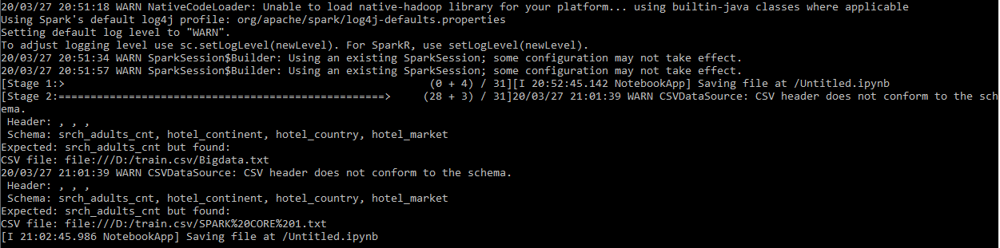 20/03/27 20:51:18 WARN NativeCodeLoader: Unable to load native-hadoop library for your platform... using builtin-java classes where applicable
Using Spark's default log4j profile: org/apache/spark/log4j-defaults.properties
Setting default log level to "WARN".
To adjust logging level use sc.setLogLevel(newLevel). For SparkR, use setLogLevel(newLevel).
20/03/27 20:51:34 WARN SparkSession$Builder: Using an existing SparkSession; some configuration may not take effect.
20/03/27 20:51:57 WARN SparkSession$Builder: Using an existing SparkSession; some configuration may not take effect.
[Stage 1:>                                                         (0 + 4) / 31][I 20:52:45.142 NotebookApp] Saving file at /Untitled.ipynb
[Stage 2:===================================================>     (28 + 3) / 31]20/03/27 21:01:39 WARN CSVDataSource: CSV header does not conform to the sch
ema.
 Header: , , ,
 Schema: srch_adults_cnt, hotel_continent, hotel_country, hotel_market
Expected: srch_adults_cnt but found:
CSV file: file:///D:/train.csv/Bigdata.txt
20/03/27 21:01:39 WARN CSVDataSource: CSV header does not conform to the schema.
 Header: , , ,
 Schema: srch_adults_cnt, hotel_continent, hotel_country, hotel_market
Expected: srch_adults_cnt but found:
CSV file: file:///D:/train.csv/SPARK%20CORE%201.txt
[I 21:02:45.986 NotebookApp] Saving file at /Untitled.ipynb